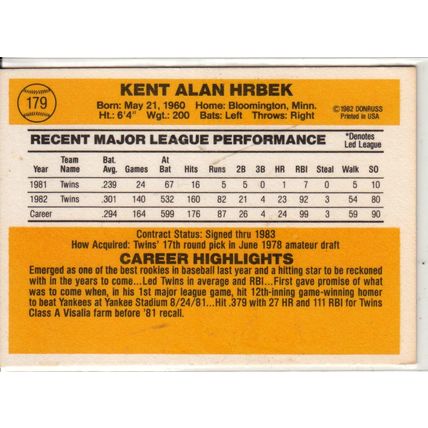 179
KENT ALAN HRBEK
Born: May 21, 1960 Home: Bloomington, Minn.
Ht.: 6'4" Wgt.: 200 Bats: Left Throws: Right
©1982 DONRUSS
Printed in USA
RECENT MAJOR LEAGUE PERFORMANCE
*Denotes
Led League
Year Team Name Bat. Avg. Games At Bat Hits Runs 2B 3B HR RBI Steal Walk SO
1981 Twins .239 24 67 16 5 5 0 1 7 0 5 10
1982 Twins .301 140 532 160 82 21 4 23 92 3 54 80
Career .294 164 599 176 87 26 4 24 99 3 59 90
Contract Status: Signed thru 1983
How Acquired: Twins' 17th round pick in June 1978 amateur draft
CAREER HIGHLIGHTS
Emerged as one of the best rookies in baseball last year and a hitting star to be reckoned
with in the years to come...Led Twins in average and RBI...First gave promise of what
was to come when, in his 1st major league game, hit 12th-inning game-winning homer
to beat Yankees at Yankee Stadium 8/24/81...Hit .379 with 27 HR and 111 RBI for Twins
Class A Visalia farm before '81 recall.